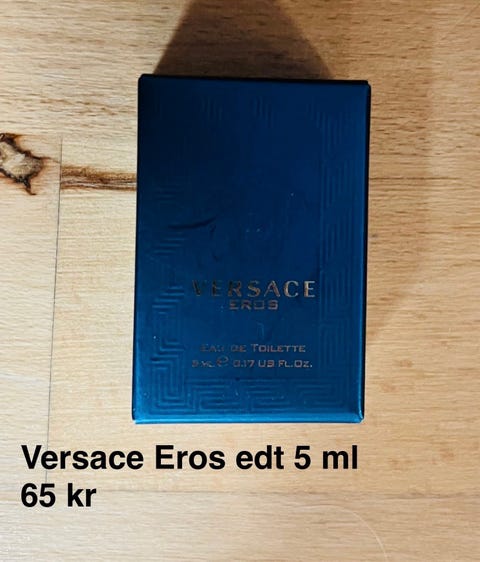 VERSACE
EROS
EAU DE TOILETTE
5 ML. ℮ 0.17 US FL.OZ.
Versace Eros edt 5 ml
65 kr